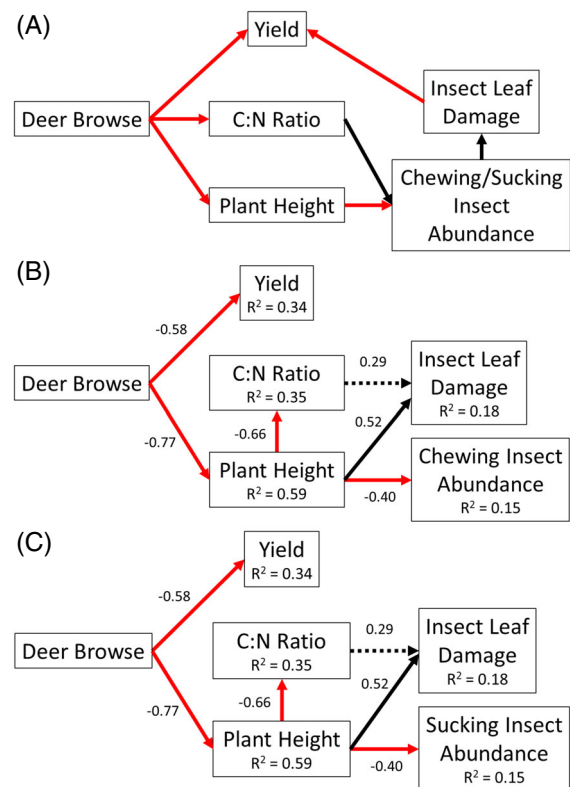 (A)
Yield
Deer Browse
C:N Ratio
Insect Leaf
Damage
Plant Height
Chewing/Sucking
Insect
Abundance
(B)
Yield
R² = 0.34
-0.58
Deer Browse
C:N Ratio
R² = 0.35
0.29
Insect Leaf
Damage
R² = 0.18
-0.77
-0.66
0.52
Plant Height
R² = 0.59
-0.40
Chewing Insect
Abundance
R² = 0.15
(C)
Yield
R² = 0.34
-0.58
Deer Browse
C:N Ratio
R² = 0.35
0.29
Insect Leaf
Damage
R² = 0.18
-0.77
-0.66
0.52
Plant Height
R² = 0.59
-0.40
Sucking Insect
Abundance
R² = 0.15